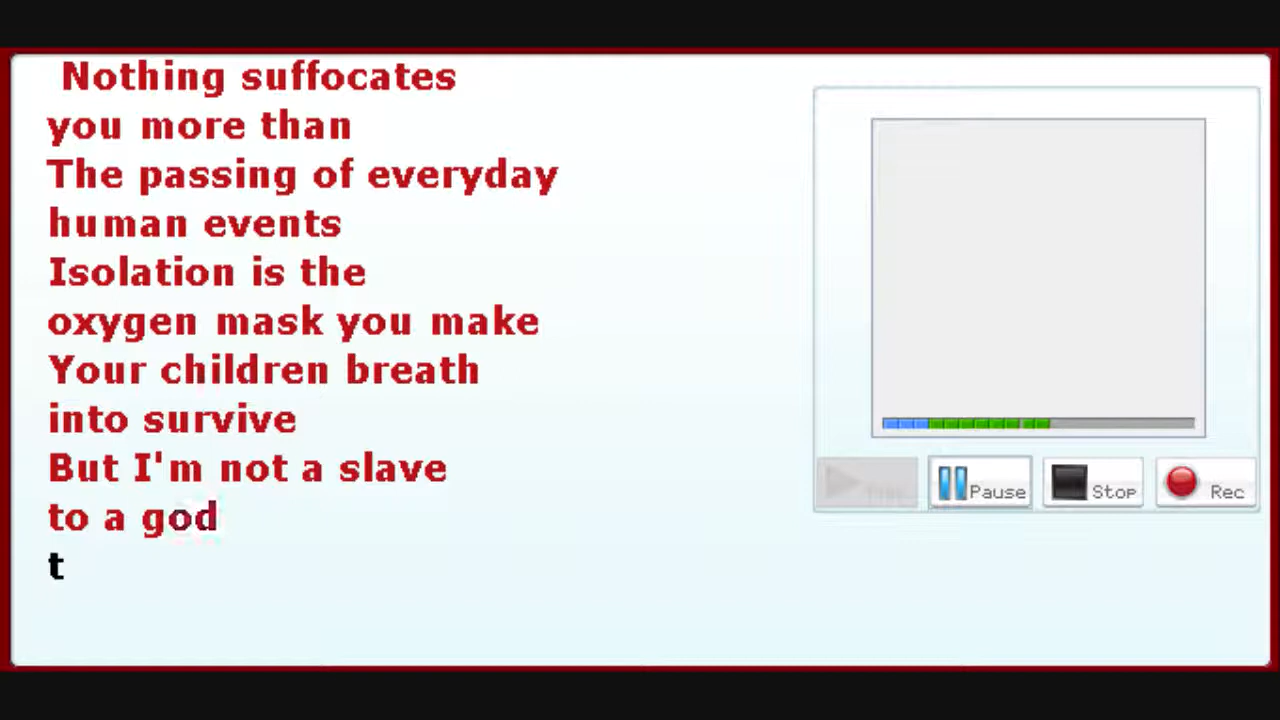 Nothing suffocates
you more than
The passing of everyday
human events
Isolation is the
oxygen mask you make
Your children breath
into survive
But I'm not a slave
to a god
t
Pause
Stop
Rec